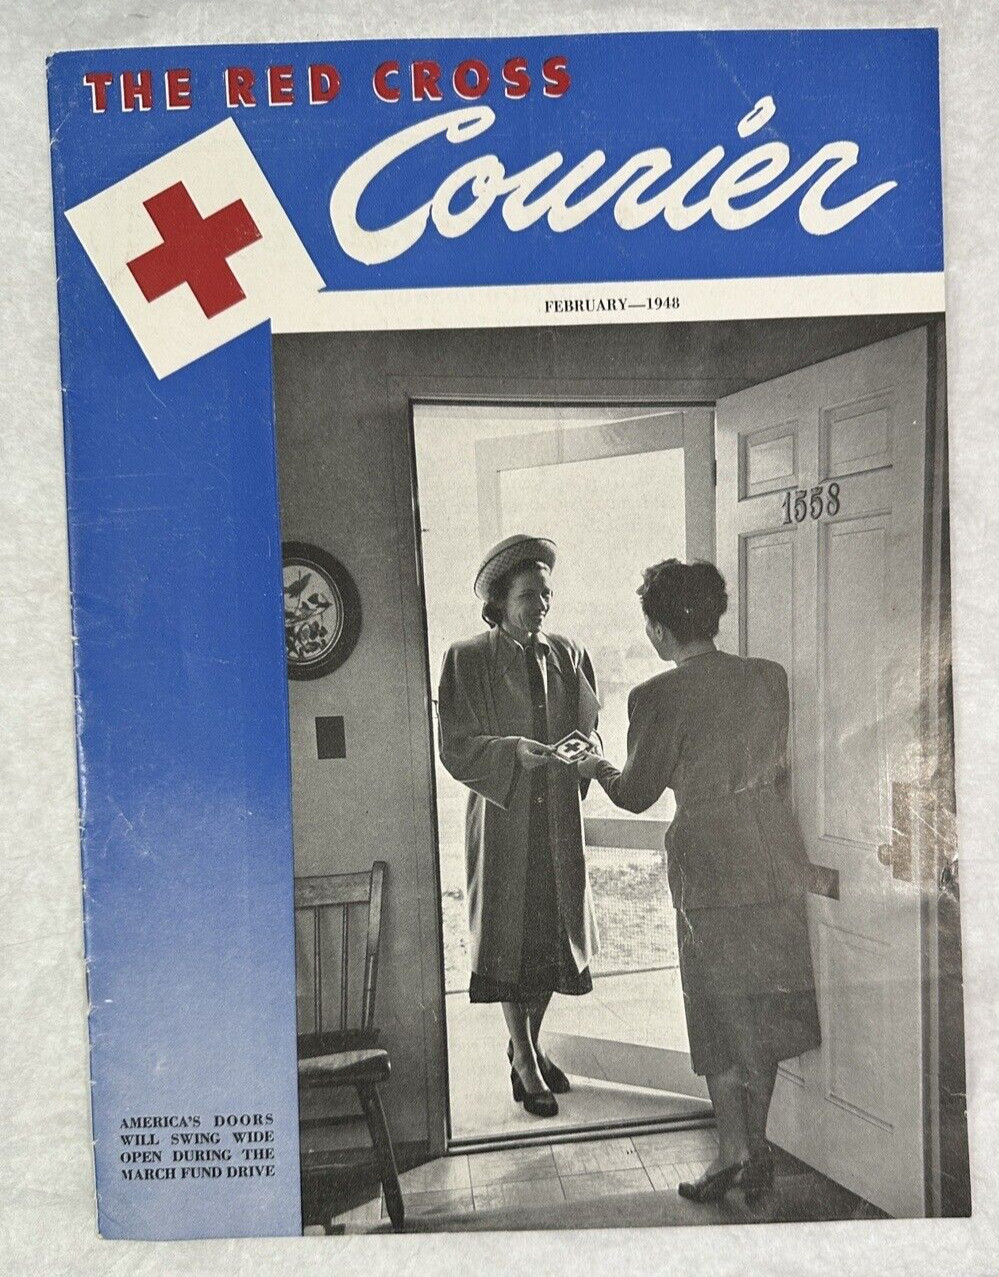 THE RED CROSS
Courier
FEBRUARY—1948
1558
AMERICA'S DOORS
WILL SWING WIDE
OPEN DURING THE
MARCH FUND DRIVE